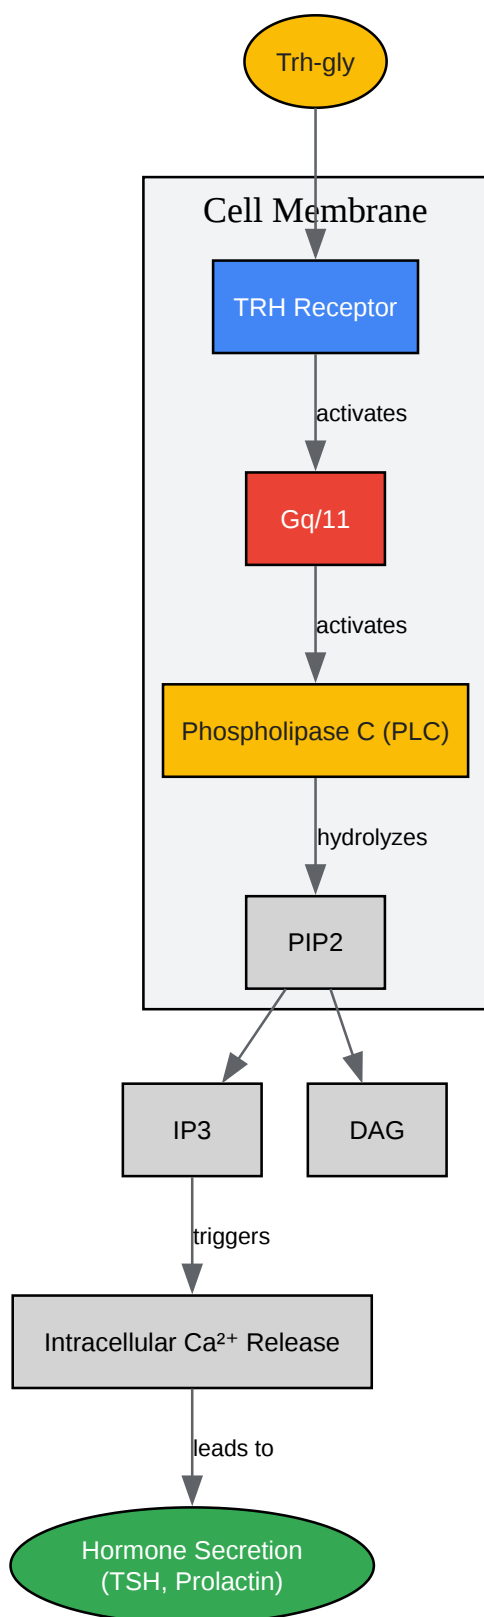 Trh-gly
Cell Membrane
TRH Receptor
activates
Gq/11
activates
Phospholipase C (PLC)
hydrolyzes
PIP2
IP3
DAG
triggers
Intracellular Ca²⁺ Release
leads to
Hormone Secretion
(TSH, Prolactin)